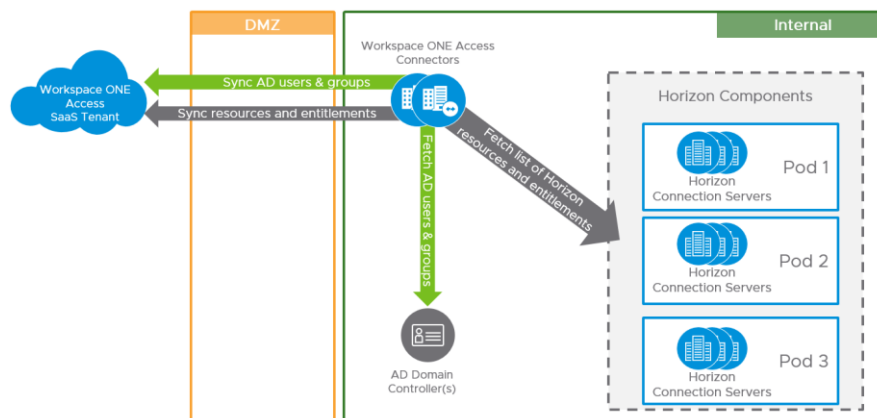 DMZ
Internal
Workspace ONE Access
Connectors
Workspace ONE
Access
SaaS Tenant
Sync AD users & groups
Sync resources and entitlements
Fetch AD users & groups
Fetch list of Horizon
resources and entitlements
AD Domain
Controller(s)
Horizon Components
Horizon
Connection Servers
Pod 1
Horizon
Connection Servers
Pod 2
Horizon
Connection Servers
Pod 3